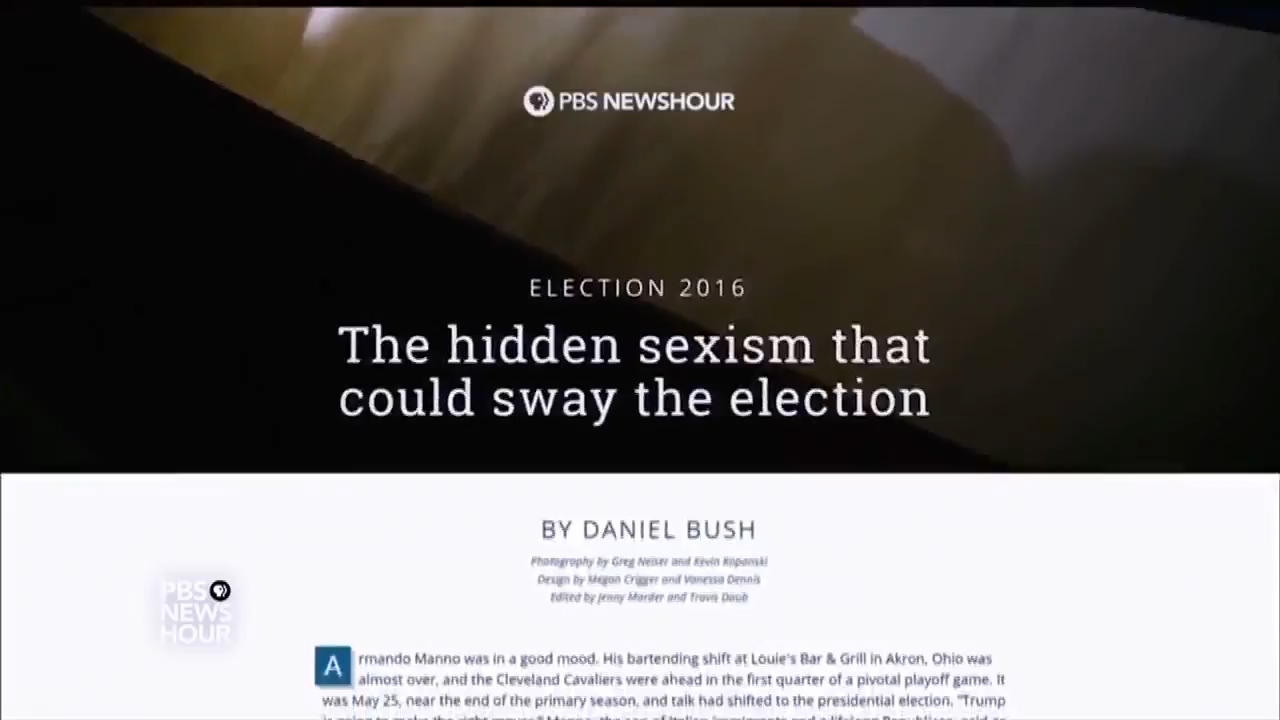 PBS NEWSHOUR
ELECTION 2016
The hidden sexism that
could sway the election
BY DANIEL BUSH
Photography by Greg Neiser and Kevin
Design by Megan Crigger and Vanessa Dennis
Edited by Jenny Marder and Travis Daub
PBS
NEWS
HOUR
Armando Manno was in a good mood. His bartending shift at Louie's Bar & Grill in Akron, Ohio was
almost over, and the Cleveland Cavaliers were ahead in the first quarter of a pivotal playoff game. It
was May 25, near the end of the primary season, and talk had shifted to the presidential election. "Trump